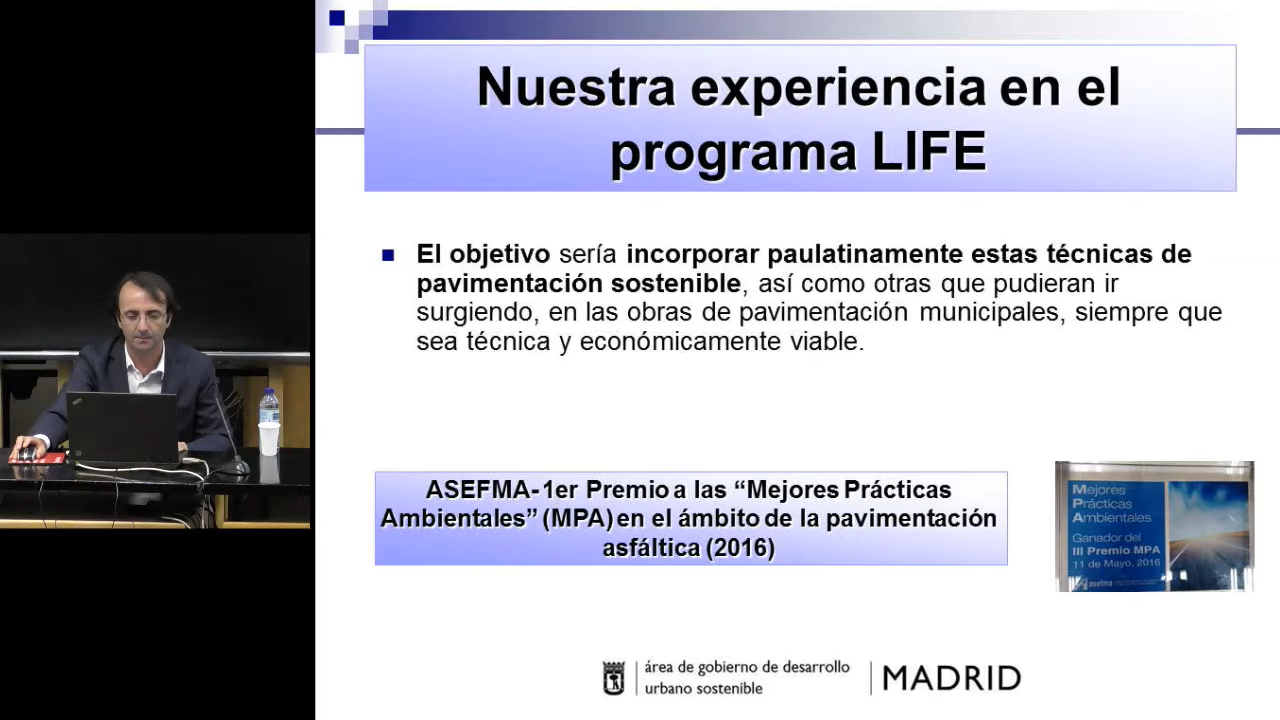 Nuestra experiencia en el
programa LIFE
El objetivo sería incorporar paulatinamente estas técnicas de
pavimentación sostenible, así como otras que pudieran ir
surgiendo, en las obras de pavimentación municipales, siempre que
sea técnica y económicamente viable.
ASEFMA- 1er Premio a las “Mejores Prácticas
Ambientales” (MPA) en el ámbito de la pavimentación
asfáltica (2016)
Mejores
Prácticas
Ambientales
Ganador del
III Premio MPA
11 de Mayo, 2016
asefma
área de gobierno de desarrollo
urbano sostenible
MADRID